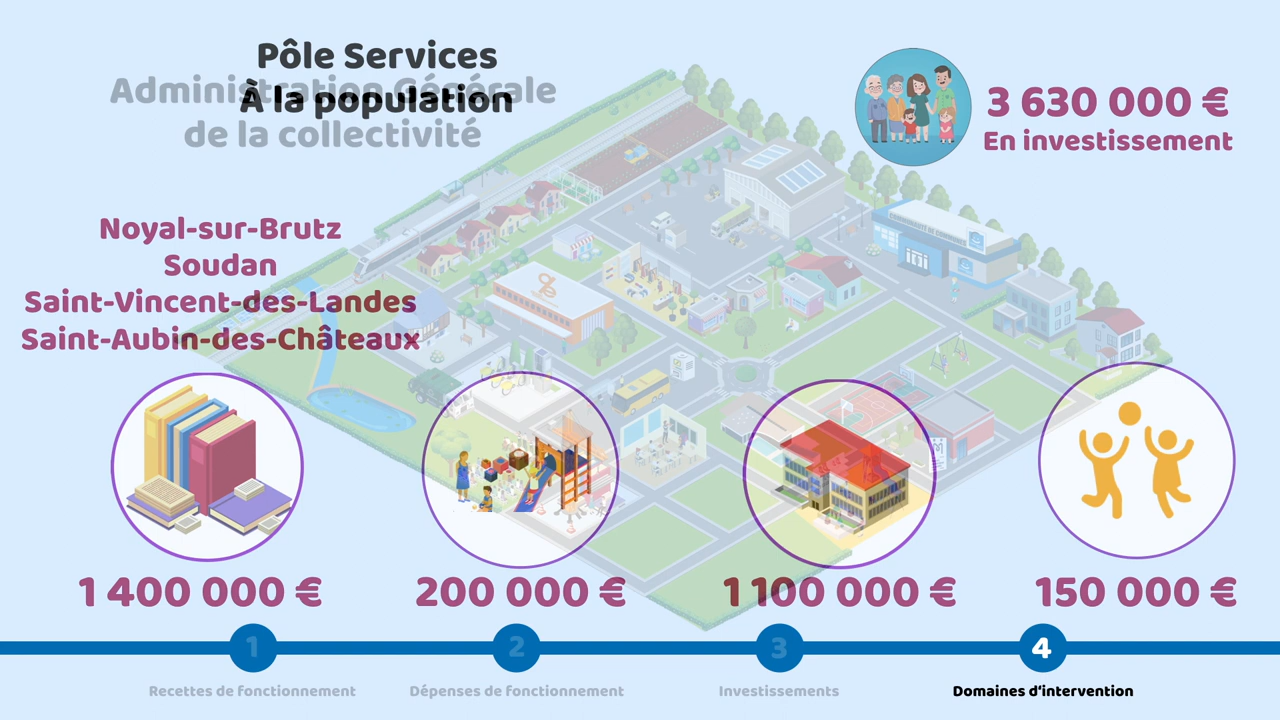 Pôle Services
À la population
Administration Générale
de la collectivité
3 630 000 €
En investissement
Noyal-sur-Brutz
Soudan
Saint-Vincent-des-Landes
Saint-Aubin-des-Châteaux
1 400 000 €
200 000 €
1 100 000 €
150 000 €
1
2
3
4
Recettes de fonctionnement
Dépenses de fonctionnement
Investissements
Domaines d'intervention